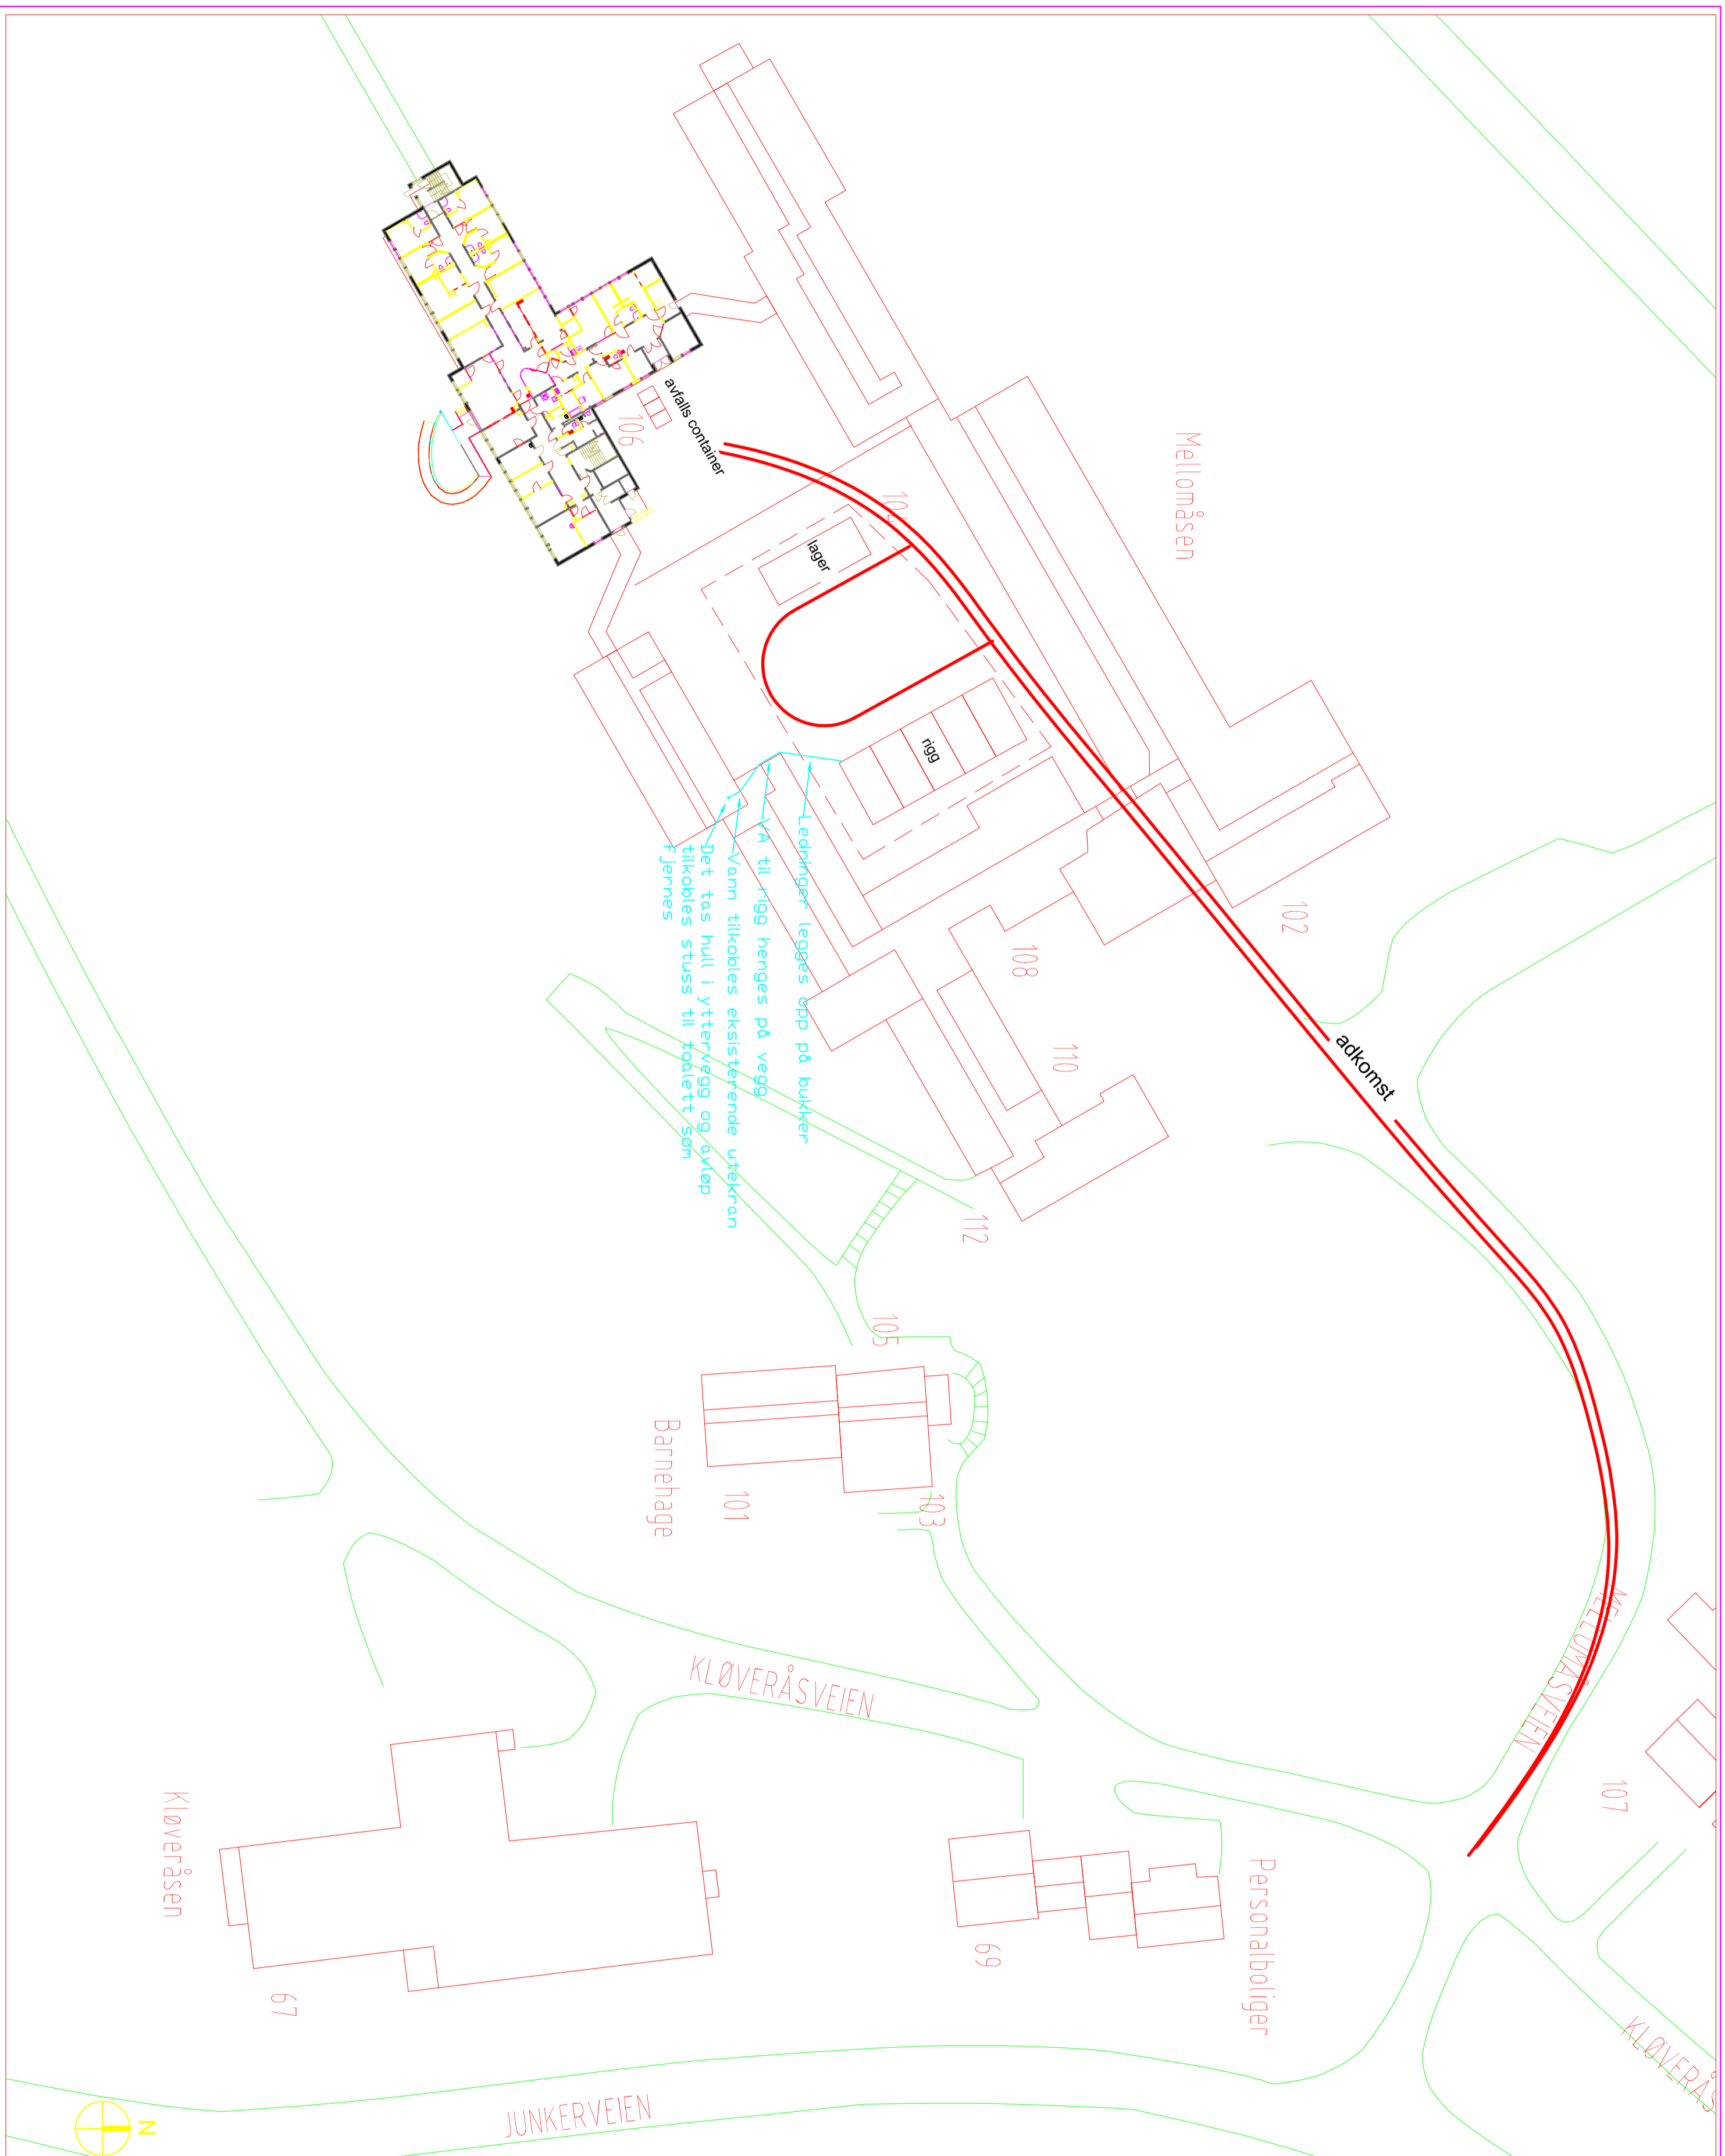 Mellomåsen
avfalls container
106
104
lager
rigg
102
108
110
adkomst
112
Ledninger legges opp på bukker
VA til rigg henges på vegg
Vann tilkobles eksisterende utekran
Det tas hull i yttervegg og avløp
tilkobles stuss til toalett som
fjernes
105
103
101
Barnehage
MELLOMÅSVEIEN
107
KLØVERÅSVEIEN
Kløveråsen
67
69
Personalboliger
KLØVERÅS
JUNKERVEIEN
N